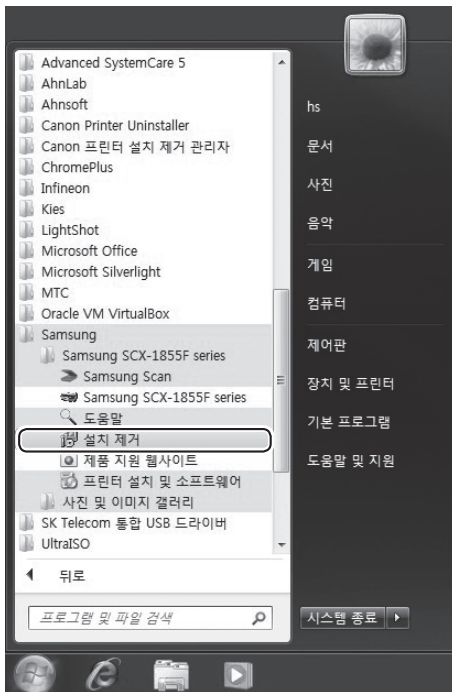 Advanced SystemCare 5
AhnLab
Ahnsoft
Canon Printer Uninstaller
Canon 프린터 설치 제거 관리자
ChromePlus
Infineon
Kies
LightShot
Microsoft Office
Microsoft Silverlight
MTC
Oracle VM VirtualBox
Samsung
Samsung SCX-1855F series
Samsung Scan
Samsung SCX-1855F series
도움말
설치 제거
제품 지원 웹사이트
프린터 설치 및 소프트웨어
사진 및 이미지 갤러리
SK Telecom 통합 USB 드라이버
UltraISO
뒤로
프로그램 및 파일 검색
hs
문서
사진
음악
게임
컴퓨터
제어판
장치 및 프린터
기본 프로그램
도움말 및 지원
시스템 종료